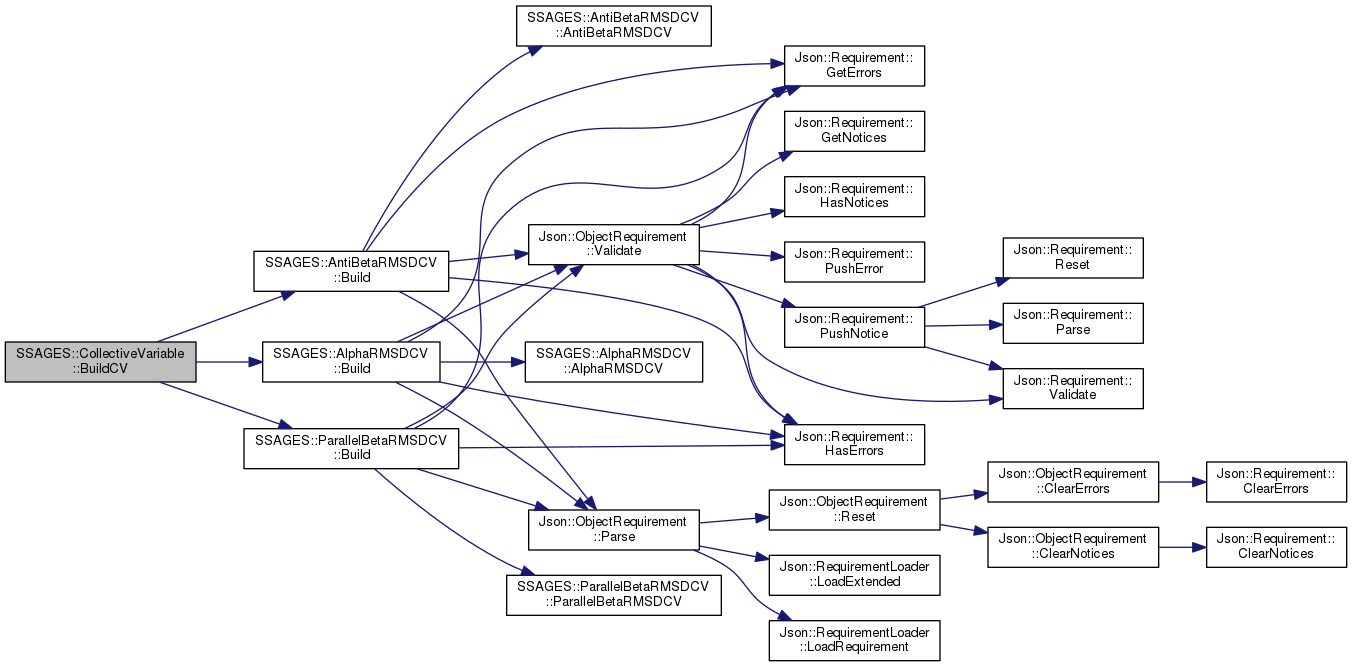 SSAGES::CollectiveVariable
::BuildCV
SSAGES::AntiBetaRMSDCV
::Build
SSAGES::AlphaRMSDCV
::Build
SSAGES::ParallelBetaRMSDCV
::Build
SSAGES::AntiBetaRMSDCV
::AntiBetaRMSDCV
Json::ObjectRequirement
::Validate
SSAGES::AlphaRMSDCV
::AlphaRMSDCV
Json::ObjectRequirement
::Parse
SSAGES::ParallelBetaRMSDCV
::ParallelBetaRMSDCV
Json::Requirement::
GetErrors
Json::Requirement::
GetNotices
Json::Requirement::
HasNotices
Json::Requirement::
PushError
Json::Requirement::
PushNotice
Json::Requirement::
HasErrors
Json::ObjectRequirement
::Reset
Json::RequirementLoader
::LoadExtended
Json::RequirementLoader
::LoadRequirement
Json::Requirement::
Reset
Json::Requirement::
Parse
Json::Requirement::
Validate
Json::ObjectRequirement
::ClearErrors
Json::ObjectRequirement
::ClearNotices
Json::Requirement::
ClearErrors
Json::Requirement::
ClearNotices